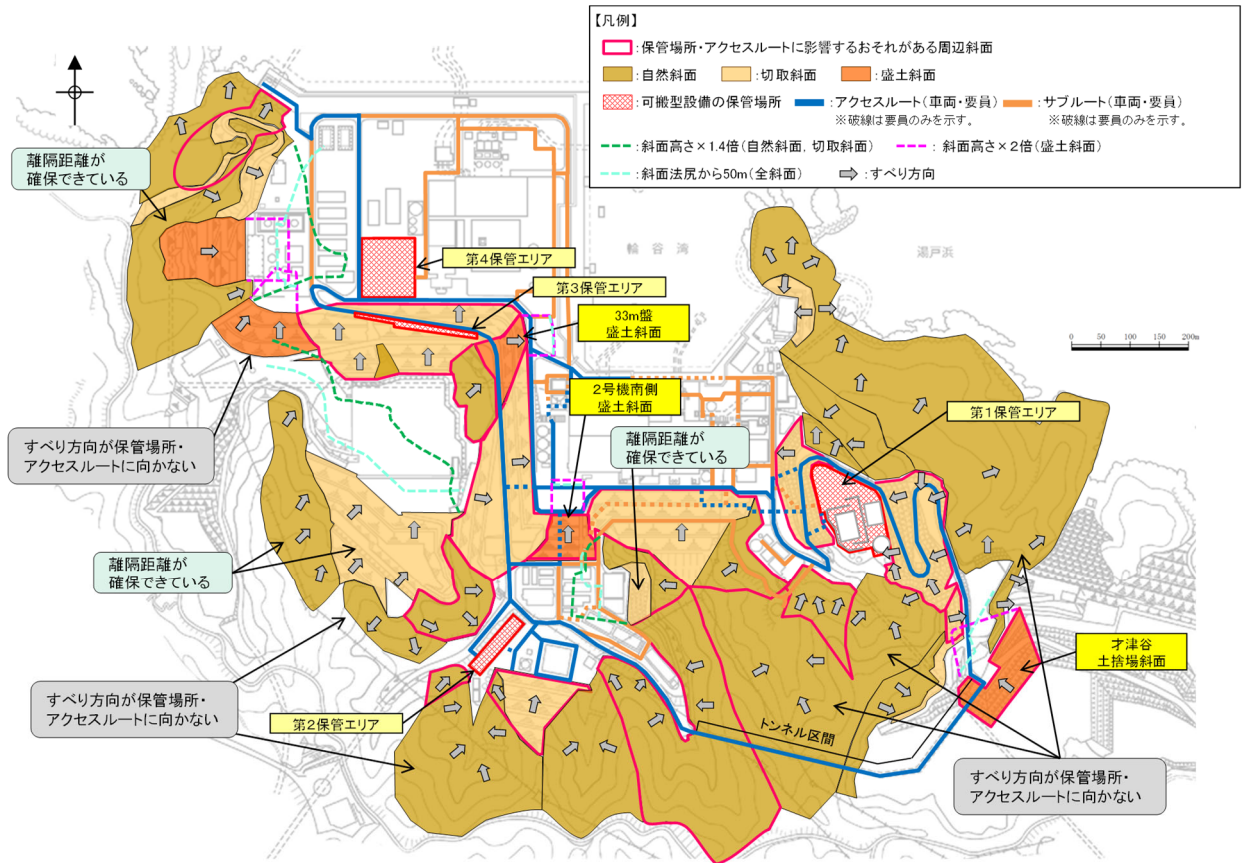 【凡例】
:保管場所・アクセスルートに影響するおそれがある周辺斜面
:自然斜面
:切取斜面
:盛土斜面
:可搬型設備の保管場所
:アクセスルート(車両・要員)
※破線は要員のみを示す。
:サブルート(車両・要員)
※破線は要員のみを示す。
:斜面高さ×1.4倍(自然斜面, 切取斜面)
:斜面高さ×2倍(盛土斜面)
:斜面法尻から50m(全斜面)
:すべり方向
離隔距離が
確保できている
第4保管エリア
第3保管エリア
33m盤
盛土斜面
輪谷湾
湯戸浜
0 50 100 200m
2号機南側
盛土斜面
第1保管エリア
すべり方向が保管場所・
アクセスルートに向かない
離隔距離が
確保できている
離隔距離が
確保できている
すべり方向が保管場所・
アクセスルートに向かない
第2保管エリア
トンネル区間
才津谷
土捨場斜面
すべり方向が保管場所・
アクセスルートに向かない